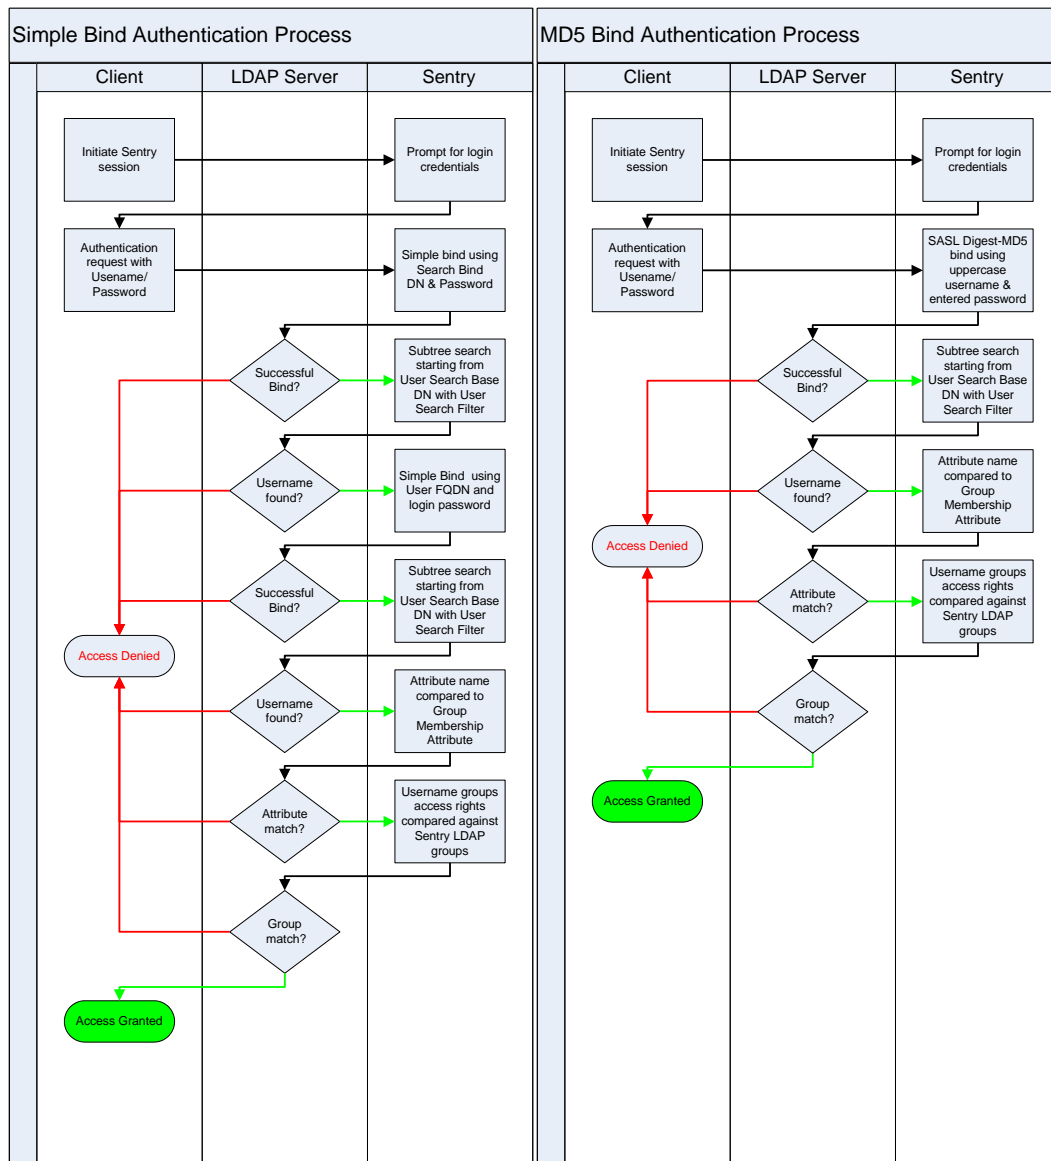 Simple Bind Authentication Process
Client
LDAP Server
Sentry
Initiate Sentry
session
Prompt for login
credentials
Authentication
request with
Usename/
Password
Simple bind using
Search Bind
DN & Password
Successful
Bind?
Subtree search
starting from
User Search Base
DN with User
Search Filter
Username
found?
Simple Bind using
User FQDN and
login password
Successful
Bind?
Subtree search
starting from
User Search Base
DN with User
Search Filter
Access Denied
Username
found?
Attribute name
compared to
Group
Membership
Attribute
Attribute
match?
Username groups
access rights
compared against
Sentry LDAP
groups
Group
match?
Access Granted
MD5 Bind Authentication Process
Client
LDAP Server
Sentry
Initiate Sentry
session
Prompt for login
credentials
Authentication
request with
Usename/
Password
SASL Digest-MD5
bind using
uppercase
username &
entered password
Successful
Bind?
Subtree search
starting from
User Search Base
DN with User
Search Filter
Username
found?
Attribute name
compared to
Group
Membership
Attribute
Access Denied
Attribute
match?
Username groups
access rights
compared against
Sentry LDAP
groups
Group
match?
Access Granted